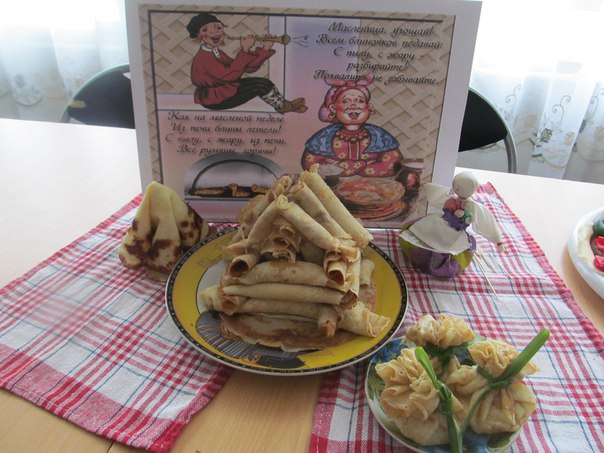 Масленица, угощай!
Всем блиночков подавай
С пылу, с жару -
разбирайте!
Похвалить не забывайте.
Как на масленой неделе
Из печи блины летели!
С пылу, с жару, из печи,
Все румяны, горячи!